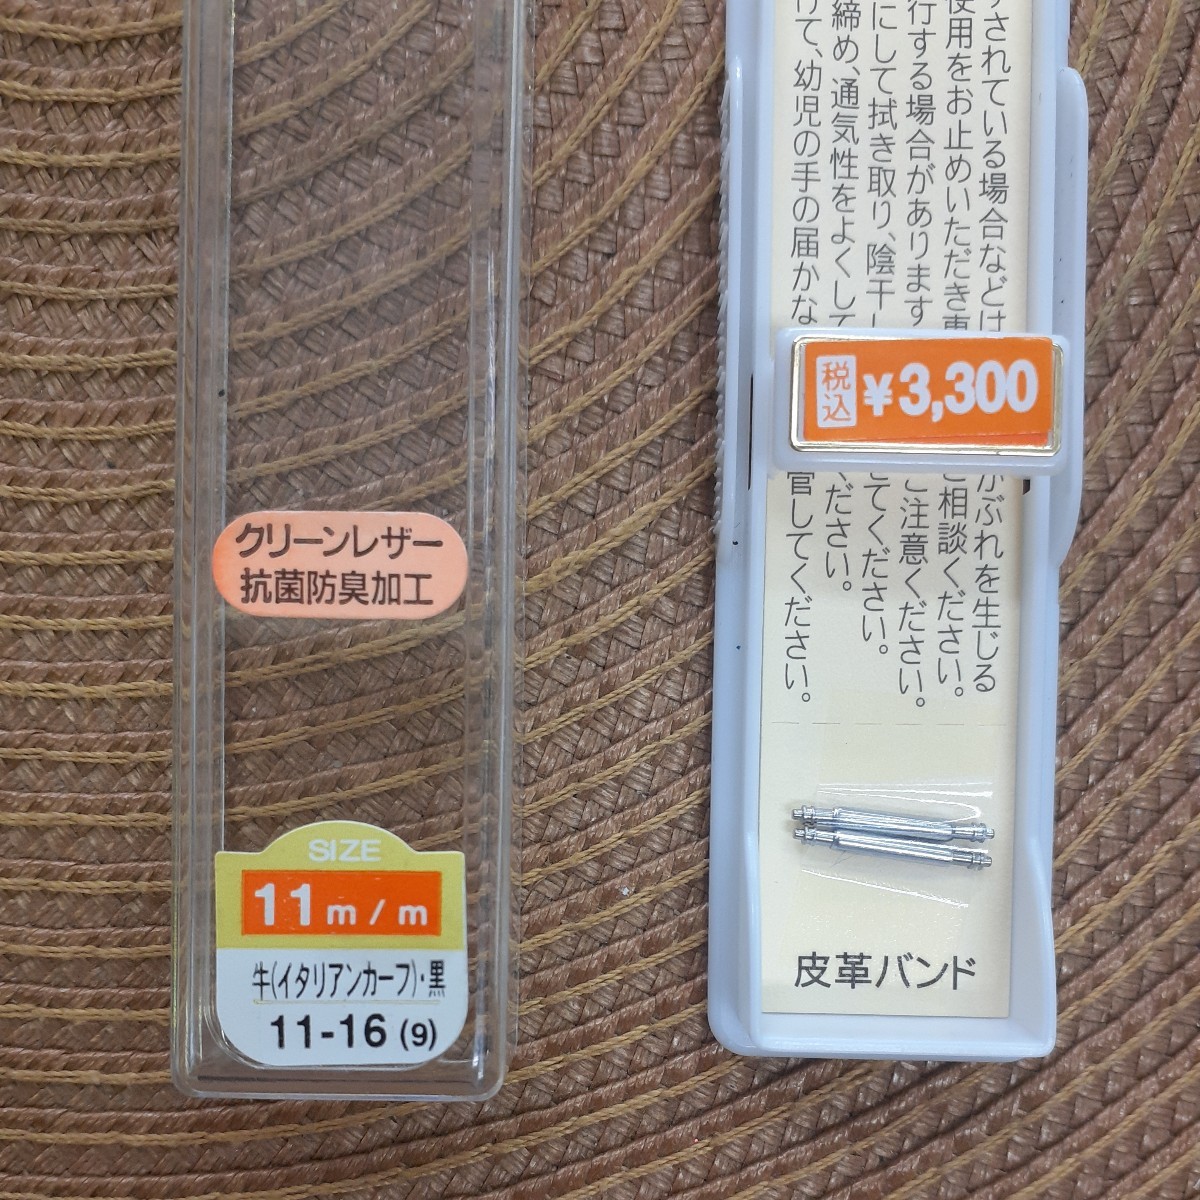 クリーンレザー
抗菌防臭加工
SIZE
11m/m
牛(イタリアンカーフ)・黒
11-16 (9)
されている場合などは
かぶれを生じる
使用をお止めいただき専
ご相談ください。
行する場合があります
ご注意ください。
にして拭き取り、陰干し
てください。
締め、通気性をよくして
ください。
けて、幼児の手の届かな
管してください。
税込
¥3,300
皮革バンド